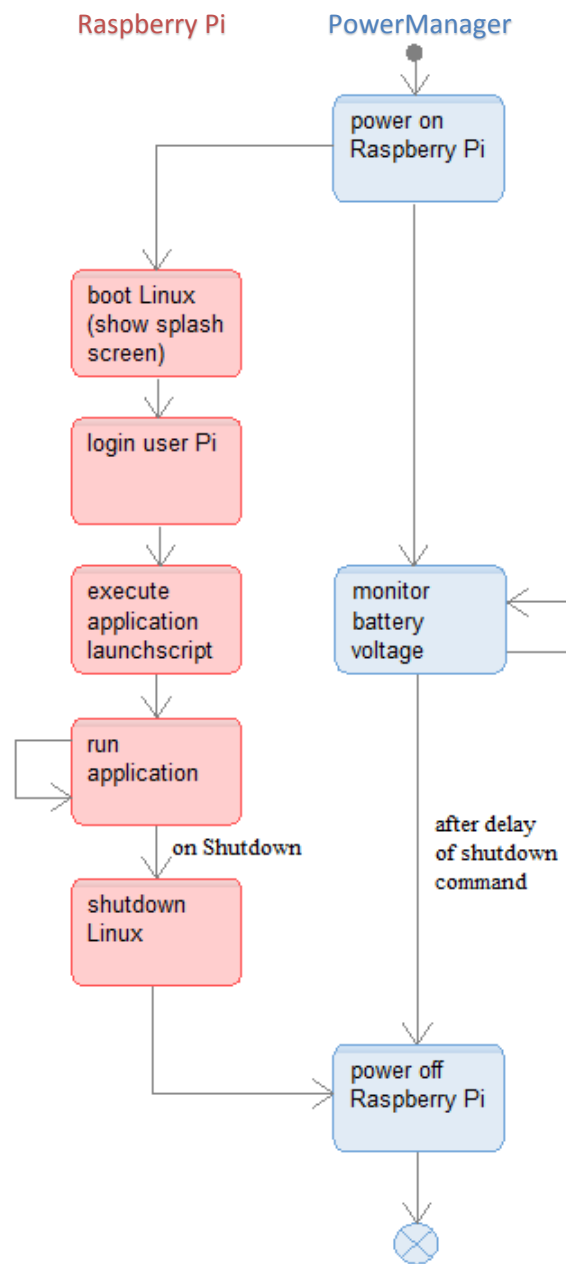 Raspberry Pi
PowerManager
power on
Raspberry Pi
boot Linux
(show splash
screen)
login user Pi
execute
application
launchscript
monitor
battery
voltage
run
application
on Shutdown
after delay
of shutdown
command
shutdown
Linux
power off
Raspberry Pi